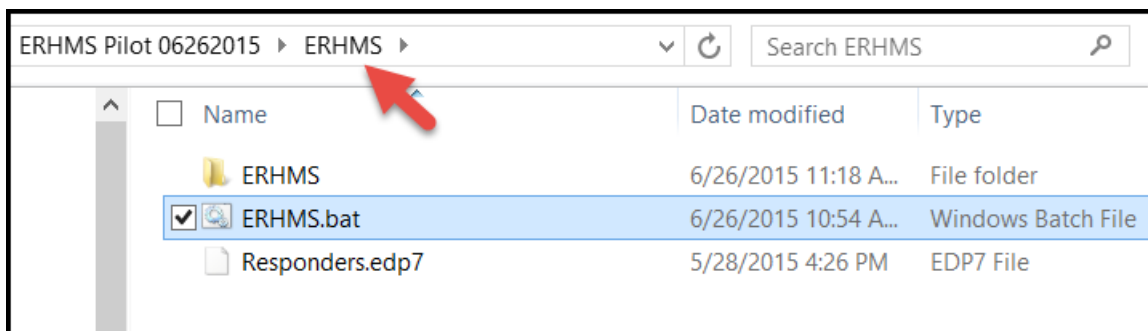 ERHMS Pilot 06262015 ERHMS Search ERHMS
Name Date modified Type
ERHMS 6/26/2015 11:18 A... File folder
ERHMS.bat 6/26/2015 10:54 A... Windows Batch File
Responders.edp7 5/28/2015 4:26 PM EDP7 File